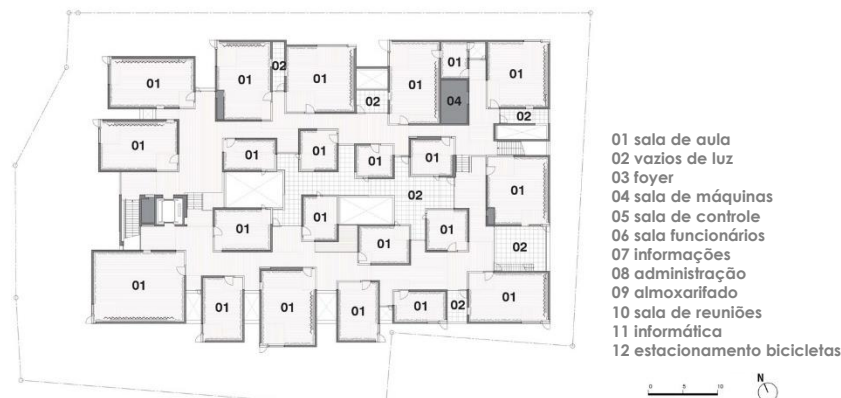 01 01 01
01 01 01 01
02
02 04 02
01 01 01 01 01
01 02
01 01 01 01
01 02
01 01
01 01 01 01 01 02
01 sala de aula
02 vazios de luz
03 foyer
04 sala de máquinas
05 sala de controle
06 sala funcionários
07 informações
08 administração
09 almoxarifado
10 sala de reuniões
11 informática
12 estacionamento bicicletas
0 5 10
N